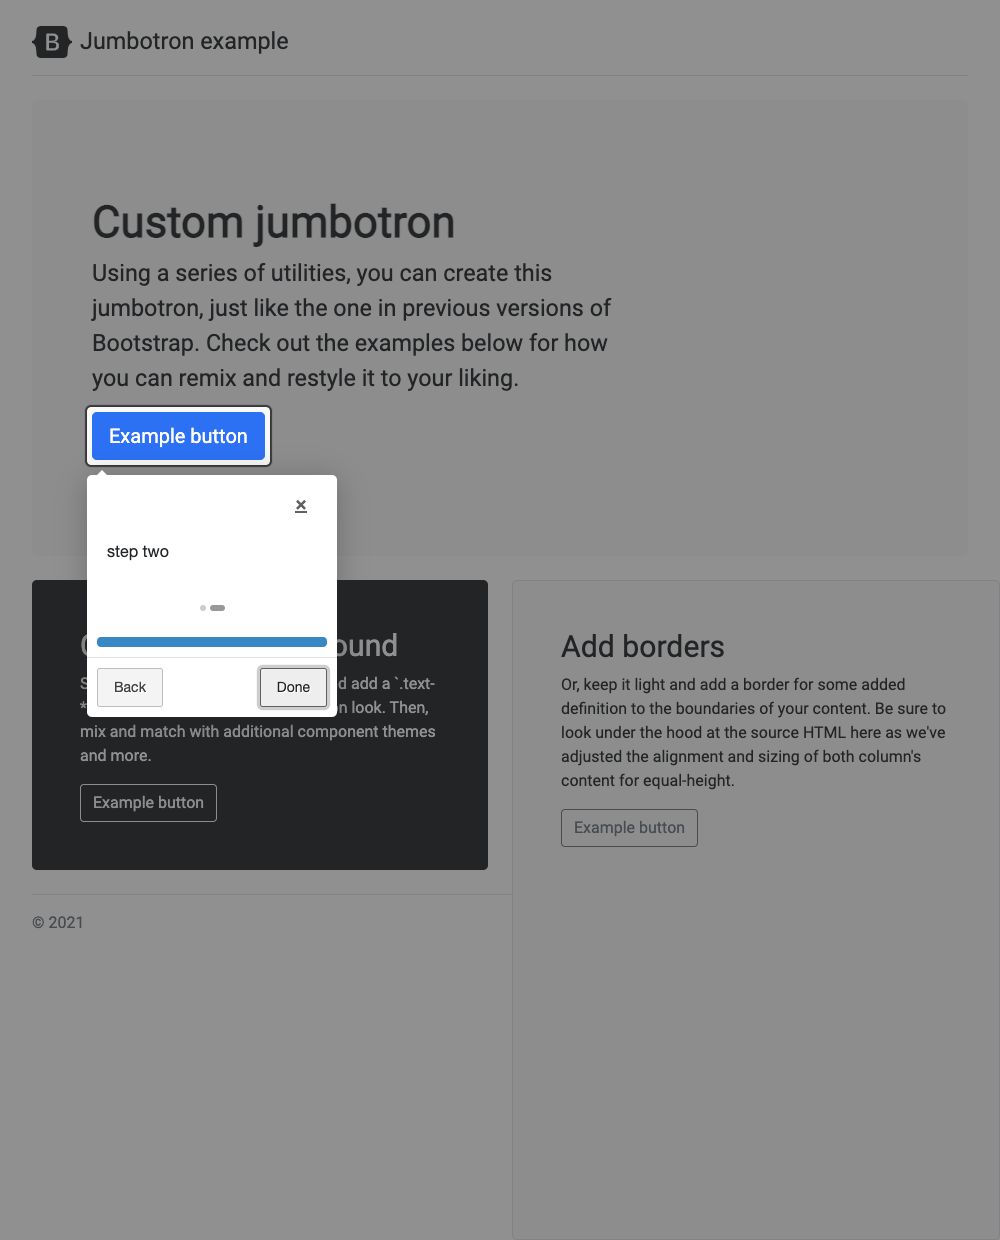 B Jumbotron example
Custom jumbotron
Using a series of utilities, you can create this
jumbotron, just like the one in previous versions of
Bootstrap. Check out the examples below for how
you can remix and restyle it to your liking.
Example button
×
step two
Back
Done
ound
d add a `.text-
n look. Then,
mix and match with additional component themes
and more.
Example button
Add borders
Or, keep it light and add a border for some added
definition to the boundaries of your content. Be sure to
look under the hood at the source HTML here as we've
adjusted the alignment and sizing of both column's
content for equal-height.
Example button
© 2021